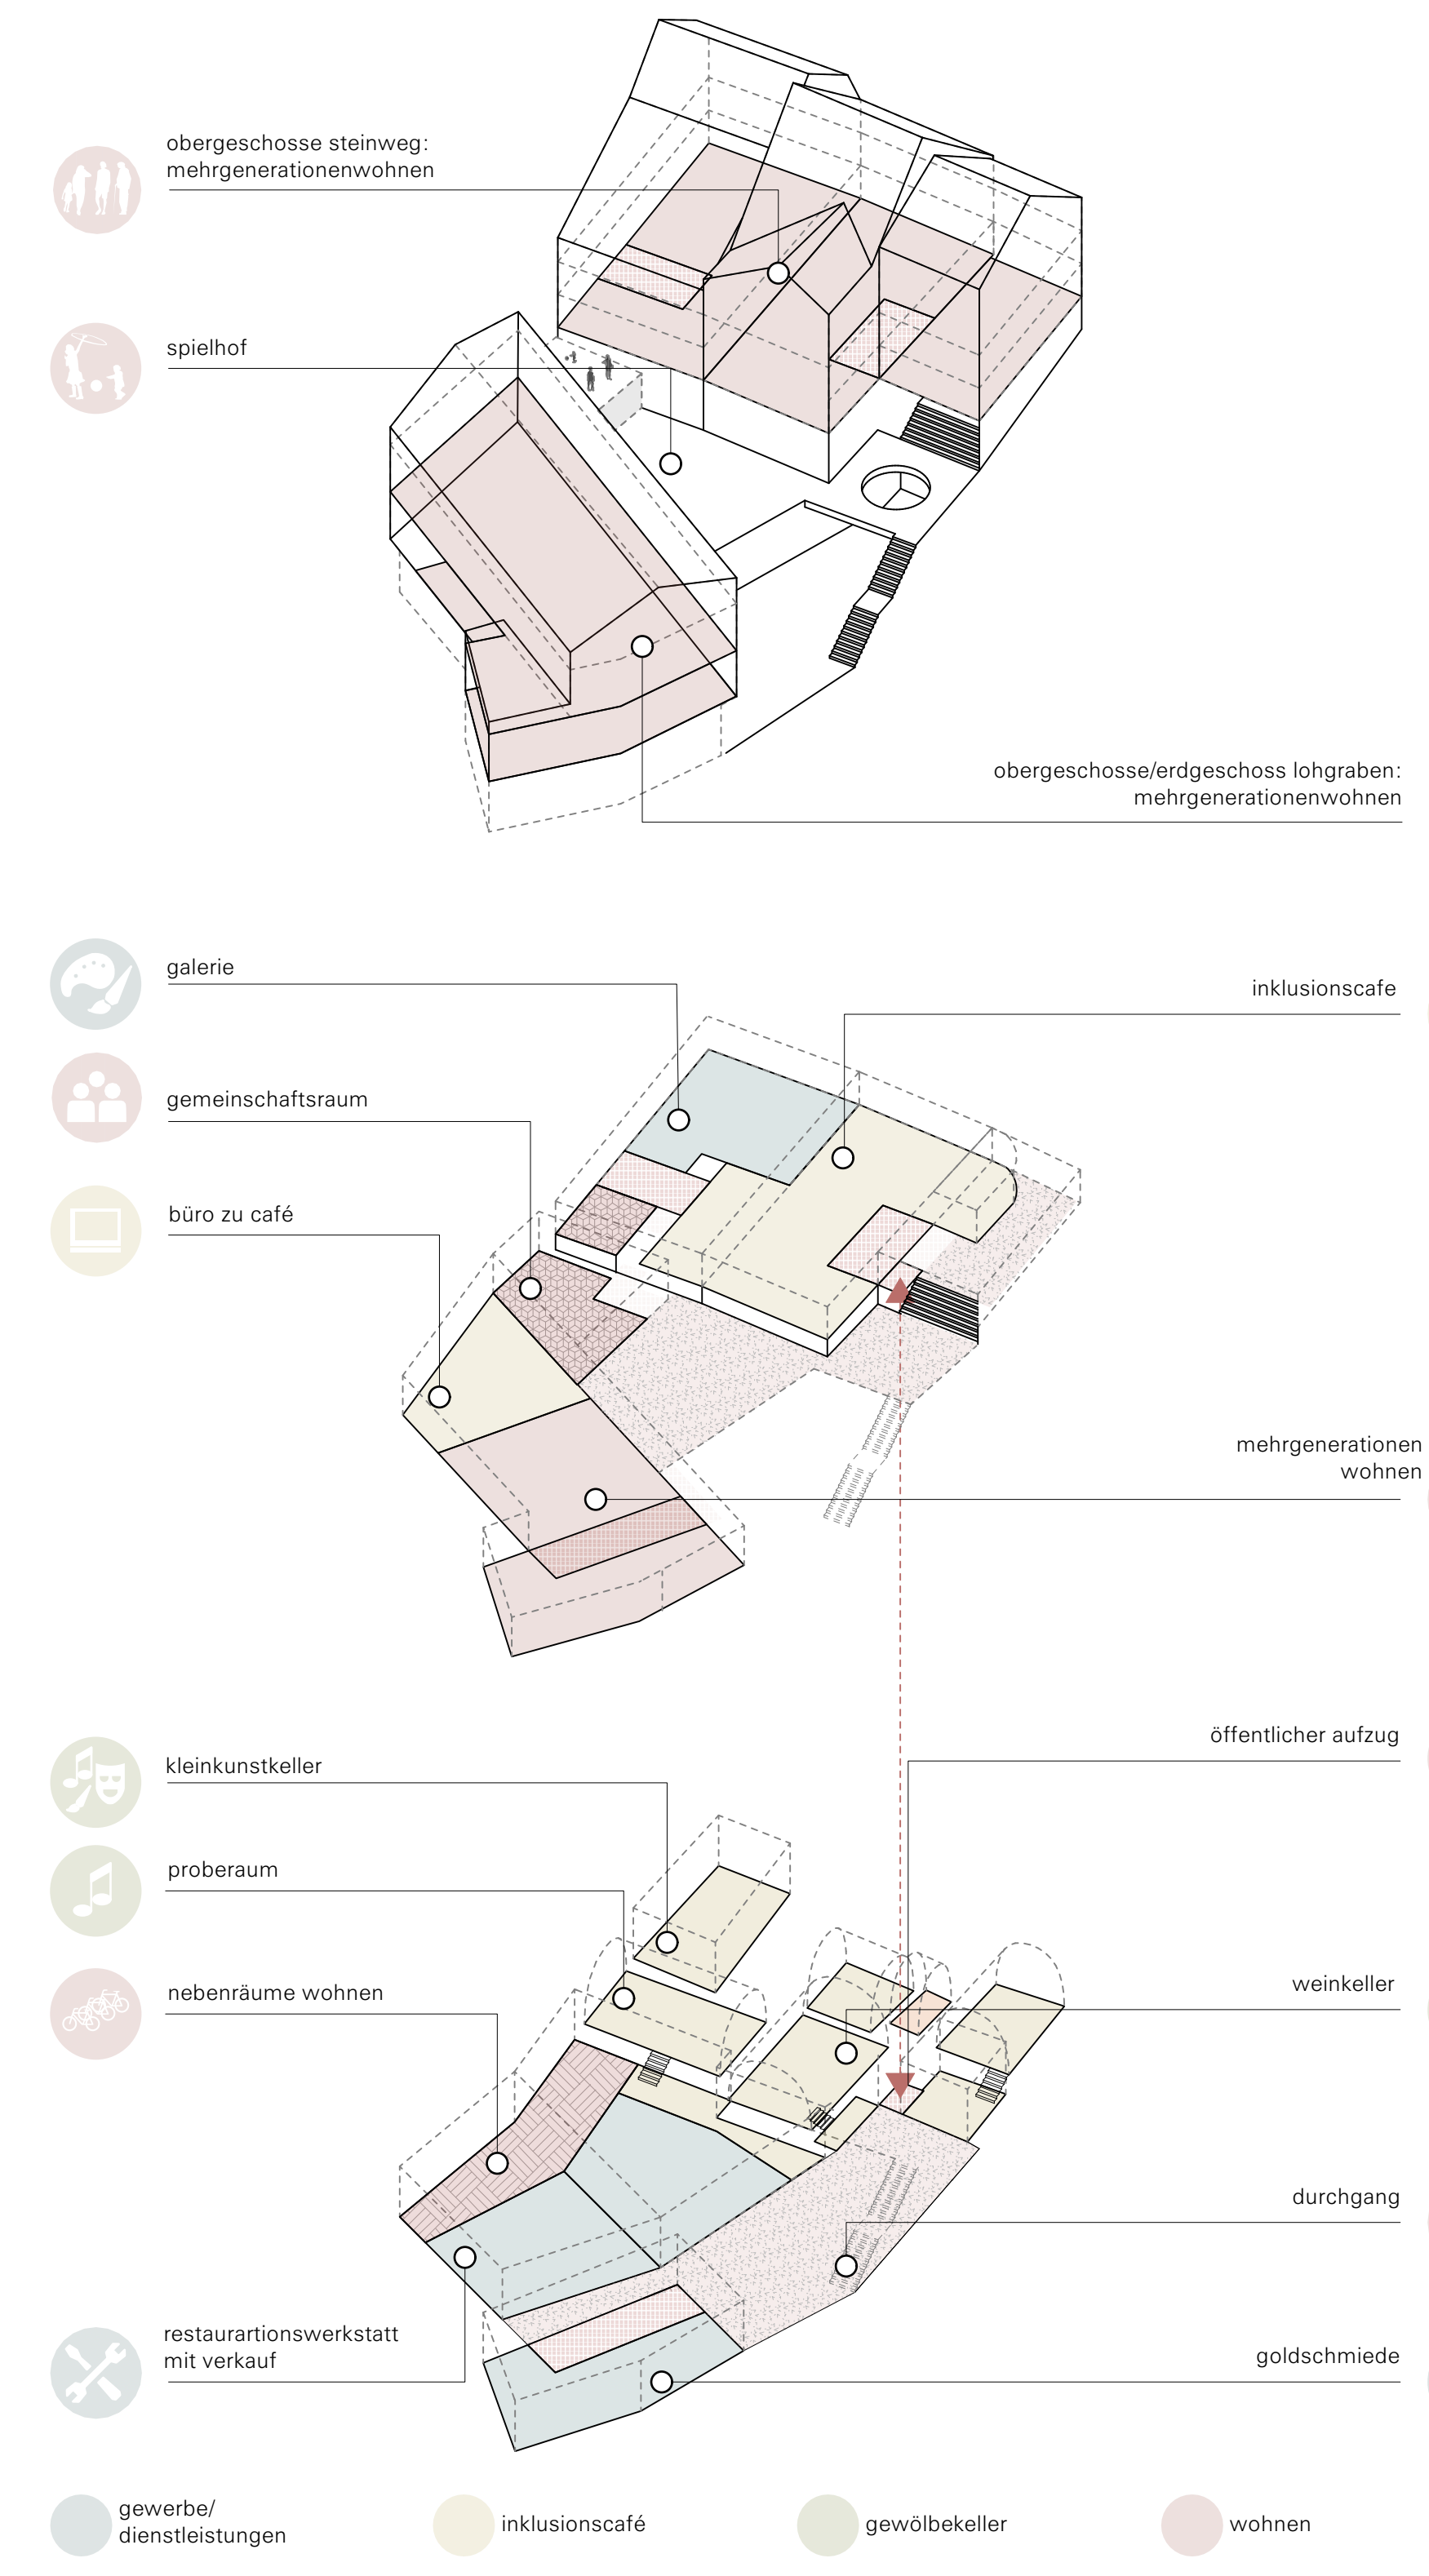 obergeschosse steinweg:
mehrgenerationenwohnen
spielhof
obergeschosse/erdgeschoss lohgraben:
mehrgenerationenwohnen
galerie
inklusionscafe
gemeinschaftsraum
büro zu café
mehrgenerationen
wohnen
öffentlicher aufzug
kleinkunstkeller
proberaum
weinkeller
nebenräume wohnen
durchgang
restaurartionswerkstatt
mit verkauf
goldschmiede
gewerbe/
dienstleistungen
inklusionscafé
gewölbekeller
wohnen